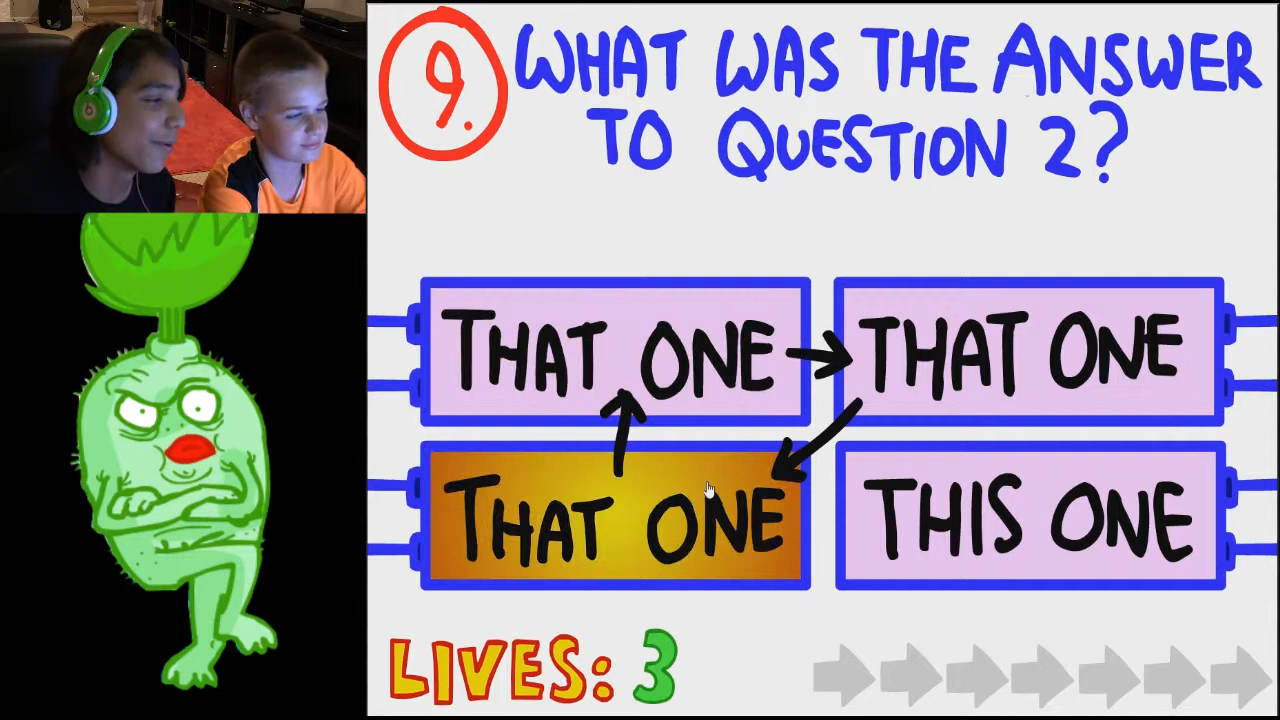 9.
WHAT WAS THE ANSWER
TO QUESTION 2?
THAT ONE
THAT ONE
THAT ONE
THIS ONE
LIVES: 3